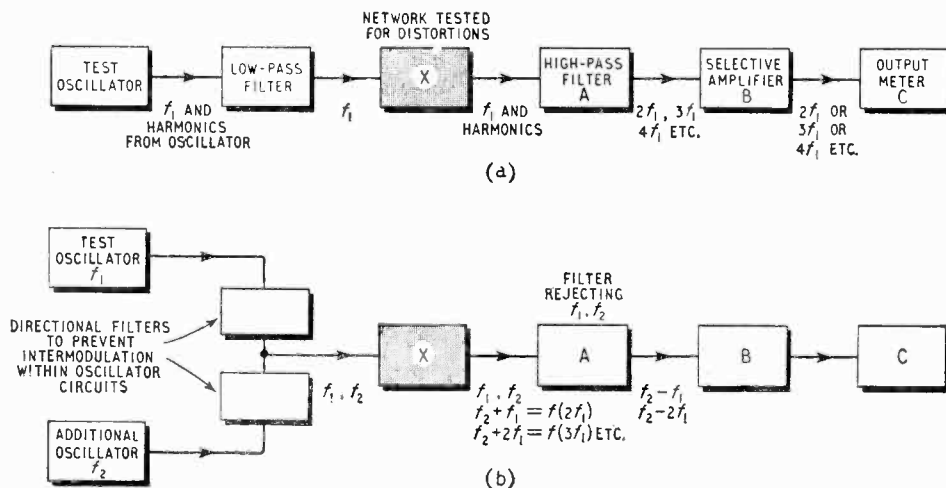 NETWORK TESTED
FOR DISTORTIONS
TEST
OSCILLATOR
LOW-PASS
FILTER
X
HIGH-PASS
FILTER
A
SELECTIVE
AMPLIFIER
B
OUTPUT
METER
C
f₁ AND
HARMONICS
FROM OSCILLATOR
f₁
f₁ AND
HARMONICS
2f₁, 3f₁
4f₁ ETC.
2f₁ OR
3f₁ OR
4f₁ ETC.
(a)
TEST
OSCILLATOR
f₁
DIRECTIONAL FILTERS
TO PREVENT
INTERMODULATION
WITHIN OSCILLATOR
CIRCUITS
ADDITIONAL
OSCILLATOR
f₂
f₁, f₂
X
f₁, f₂
f₂ + f₁ = f(2f₁)
f₂ + 2f₁ = f(3f₁) ETC.
FILTER
REJECTING
f₁, f₂
A
f₂ - f₁
f₂ - 2f₁
B
C
(b)